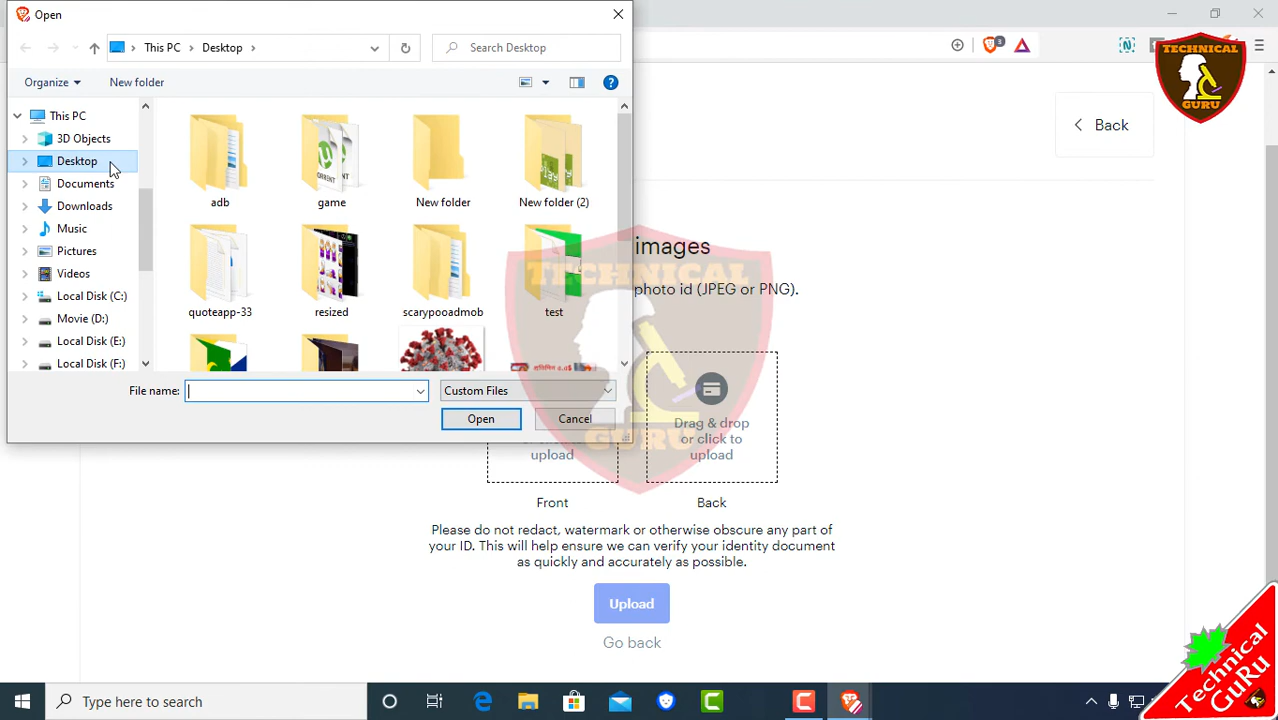 Open
This PC
Desktop
Search Desktop
Organize
New folder
This PC
3D Objects
Desktop
Documents
Downloads
Music
Pictures
Videos
Local Disk (C:)
Movie (D:)
Local Disk (E:)
Local Disk (F:)
adb
game
New folder
New folder (2)
quoteapp-33
resized
scarypooadmob
test
File name:
Custom Files
Open
Cancel
3
TECHNICAL
GURU
Back
images
photo id (JPEG or PNG).
TECHNICAL
GURU
upload
Drag & drop
or click to
upload
Front
Back
Please do not redact, watermark or otherwise obscure any part of
your ID. This will help ensure we can verify your identity document
as quickly and accurately as possible.
Upload
Go back
Type here to search
Technical
GuRu